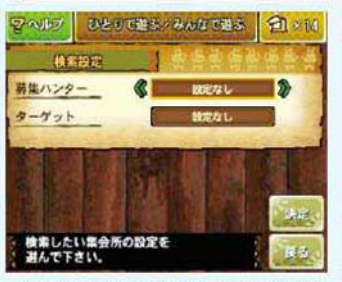 ?ヘルプ
ひとりで遊ぶ/みんなで遊ぶ
×14
検索設定
募集ハンター
設定なし
ターゲット
設定なし
決定
検索したい集会所の設定を
選んで下さい。
戻る